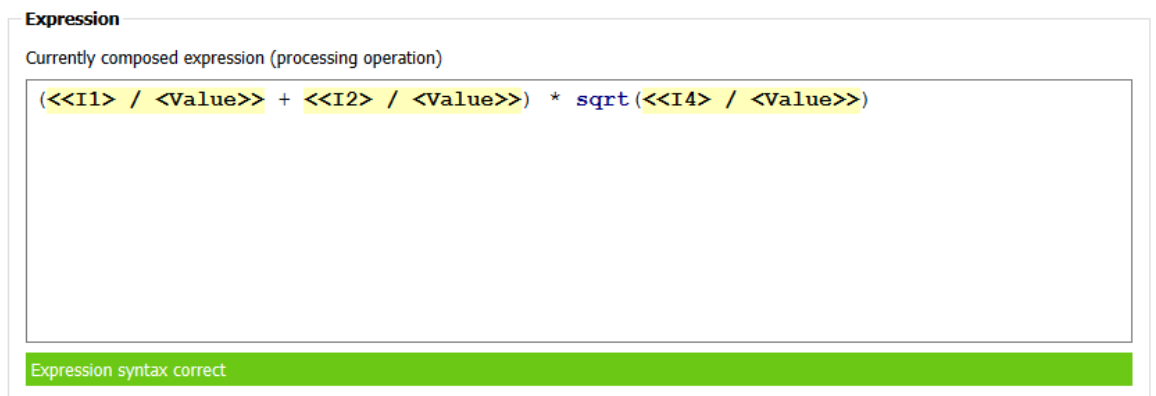 Expression
Currently composed expression (processing operation)
(<<I1> / <Value>> + <<I2> / <Value>>) * sqrt(<<I4> / <Value>>)
Expression syntax correct